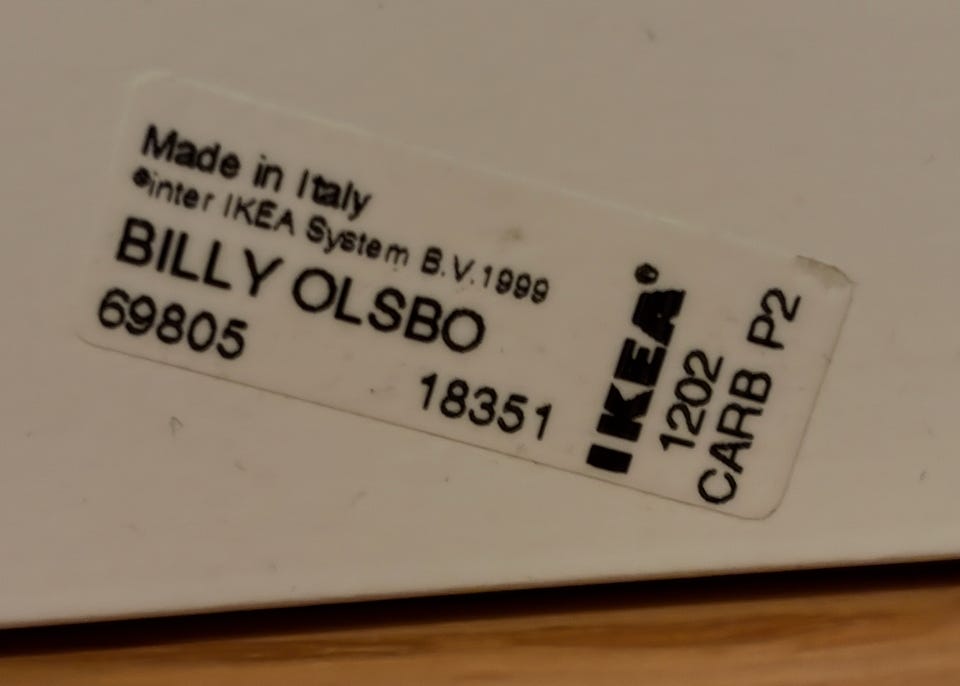 Made in Italy
©inter IKEA System B.V.1999
BILLY OLSBO
69805
18351
IKEA®
1202
CARB P2